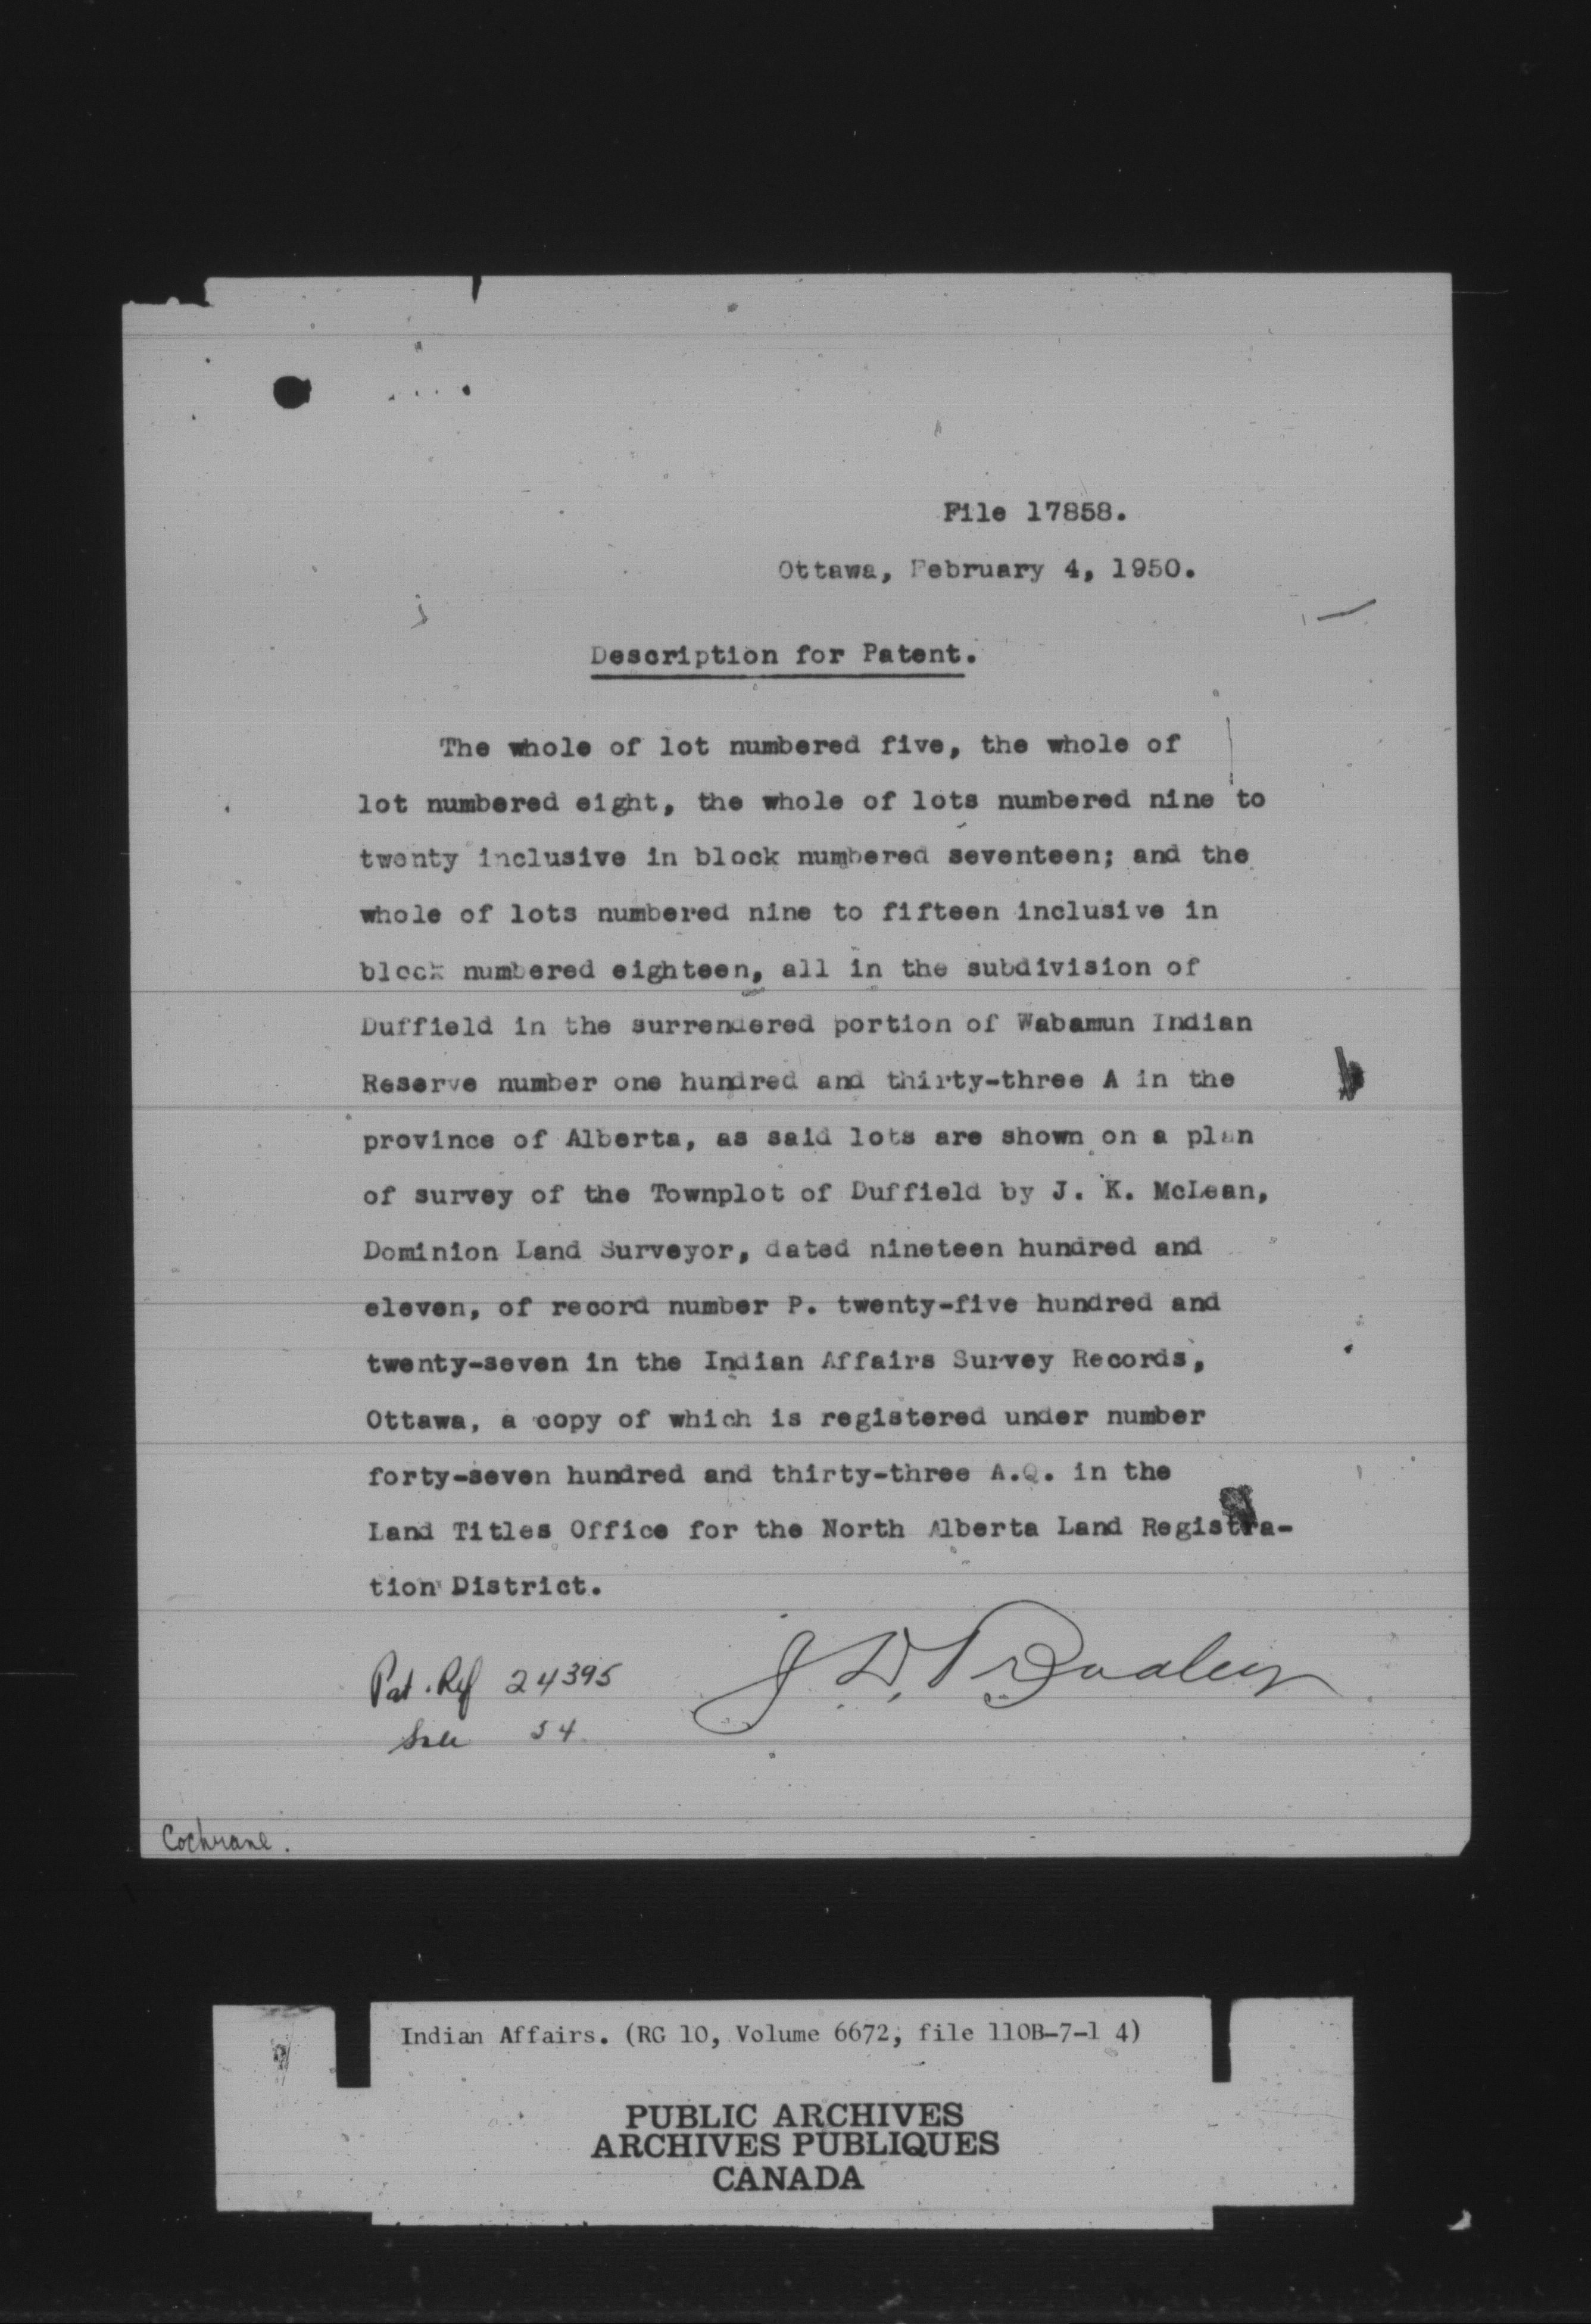 File 17858.
Ottawa, February 4, 1950.
Description for Patent.
The whole of lot numbered five, the whole of
lot numbered eight, the whole of lots numbered nine to
twenty inclusive in block numbered seventeen; and the
whole of lots numbered nine to fifteen inclusive in
block numbered eighteen, all in the subdivision of
Duffield in the surrendered portion of Wabamun Indian
Reserve number one hundred and thirty-three A in the
province of Alberta, as said lots are shown on a plan
of survey of the Townplot of Duffield by J. K. McLean,
Dominion Land Surveyor, dated nineteen hundred and
eleven, of record number P. twenty-five hundred and
twenty-seven in the Indian Affairs Survey Records,
Ottawa, a copy of which is registered under number
forty-seven hundred and thirty-three A.Q. in the
Land Titles Office for the North Alberta Land Registra-
tion District.
Pat. Ref 24395
Sale 54
Cochrane.
Indian Affairs. (RG 10, Volume 6672, file 110B-7-1 4)
PUBLIC ARCHIVES
ARCHIVES PUBLIQUES
CANADA